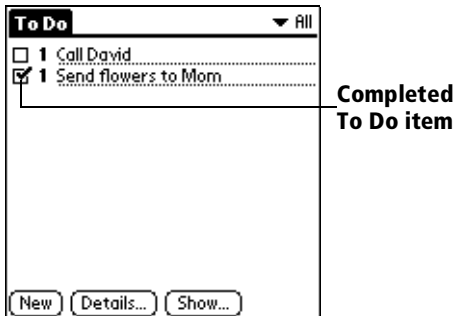 To Do All
1 Call David
1 Send flowers to Mom
Completed
To Do item
New Details... Show...